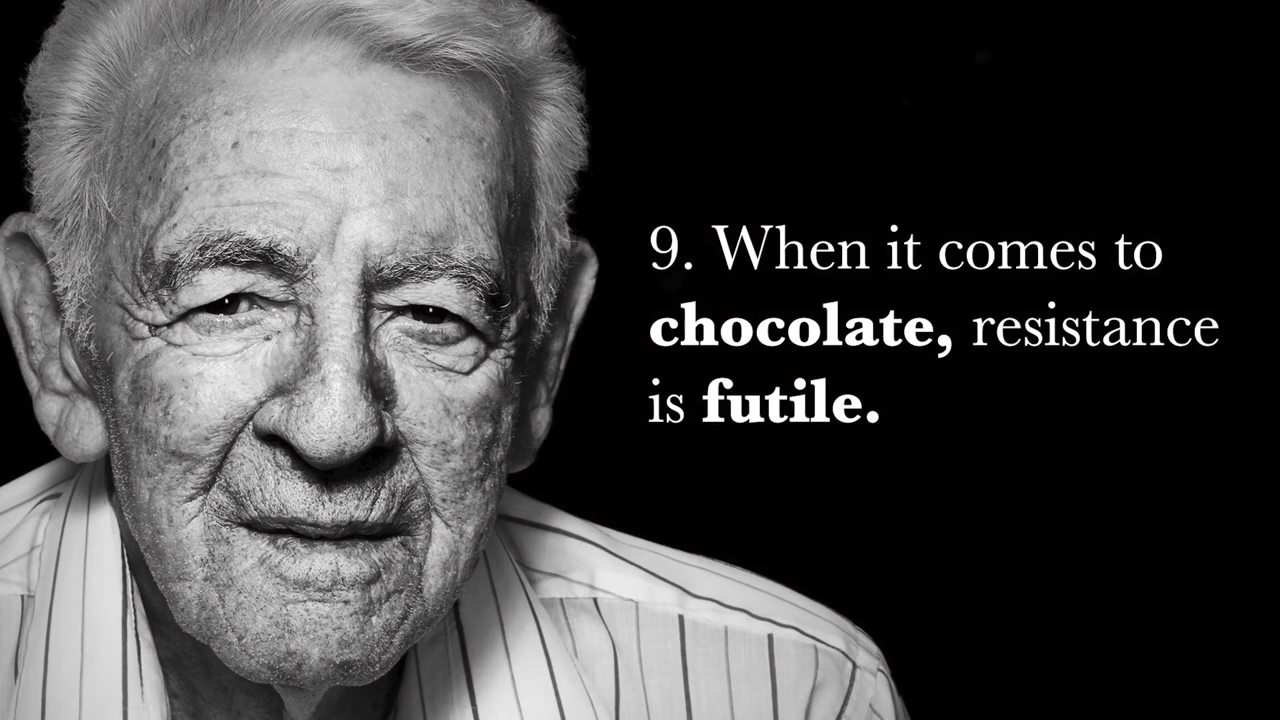 9. When it comes to
chocolate, resistance
is futile.